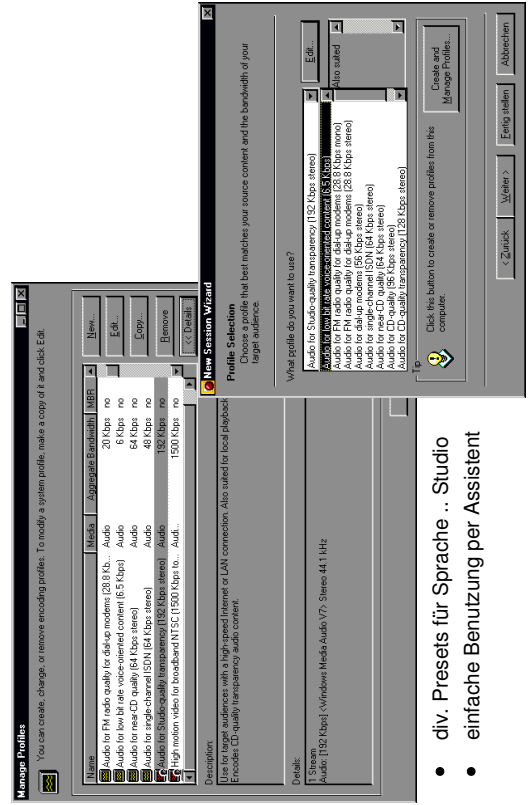 Manage Profiles
You can create, change, or remove encoding profiles. To modify a system profile, make a copy of it and click Edit.
Name Media Aggregate Bandwidth MBR
Audio for FM radio quality for dial-up modems (28.8 Kb... Audio 20 Kbps no
Audio for low bit rate voice-oriented content (6.5 Kbps) Audio 6 Kbps no
Audio for near-CD quality (64 Kbps stereo) Audio 64 Kbps no
Audio for single-channel ISDN (64 Kbps stereo) Audio 48 Kbps no
Audio for Studio-quality transparency (192 Kbps stereo) Audio 192 Kbps no
High motion video for broadband NTSC (1500 Kbps to... Audi... 1500 Kbps no
New...
Edit...
Copy...
Remove
<< Details
Description:
Use for target audiences with a high-speed Internet or LAN connection. Also suited for local playback
Encodes CD-quality transparency audio content.
Details:
1 Stream
Audio: [192 Kbps] <Windows Media Audio V7> Stereo 44.1 kHz
New Session Wizard
Profile Selection
Choose a profile that best matches your source content and the bandwidth of your
target audience.
What profile do you want to use?
Audio for Studio-quality transparency (192 Kbps stereo)
Edit...
Audio for low bit rate voice-oriented content (6.5 Kbps)
Audio for FM radio quality for dial-up modems (28.8 Kbps mono)
Audio for FM radio quality for dial-up modems (28.8 Kbps stereo)
Audio for dial-up modems (56 Kbps stereo)
Audio for single-channel ISDN (64 Kbps stereo)
Audio for near-CD quality (64 Kbps stereo)
Audio for CD-quality (96 Kbps stereo)
Audio for CD-quality transparency (128 Kbps stereo)
Also suited
Tip
Click this button to create or remove profiles from this
computer.
Create and
Manage Profiles...
< Zurück
Weiter >
Fertig stellen
Abbrechen
• div. Presets für Sprache .. Studio
• einfache Benutzung per Assistent